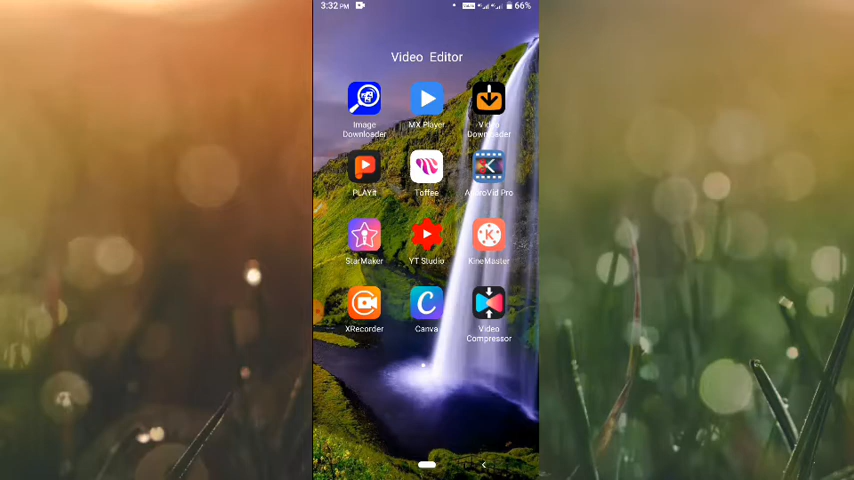 3:32 PM 66%
Video Editor
Image Downloader
MX Player
Video Downloader
PLAYit
Toffee
AndroVid Pro
StarMaker
YT Studio
KineMaster
XRecorder
Canva
Video Compressor